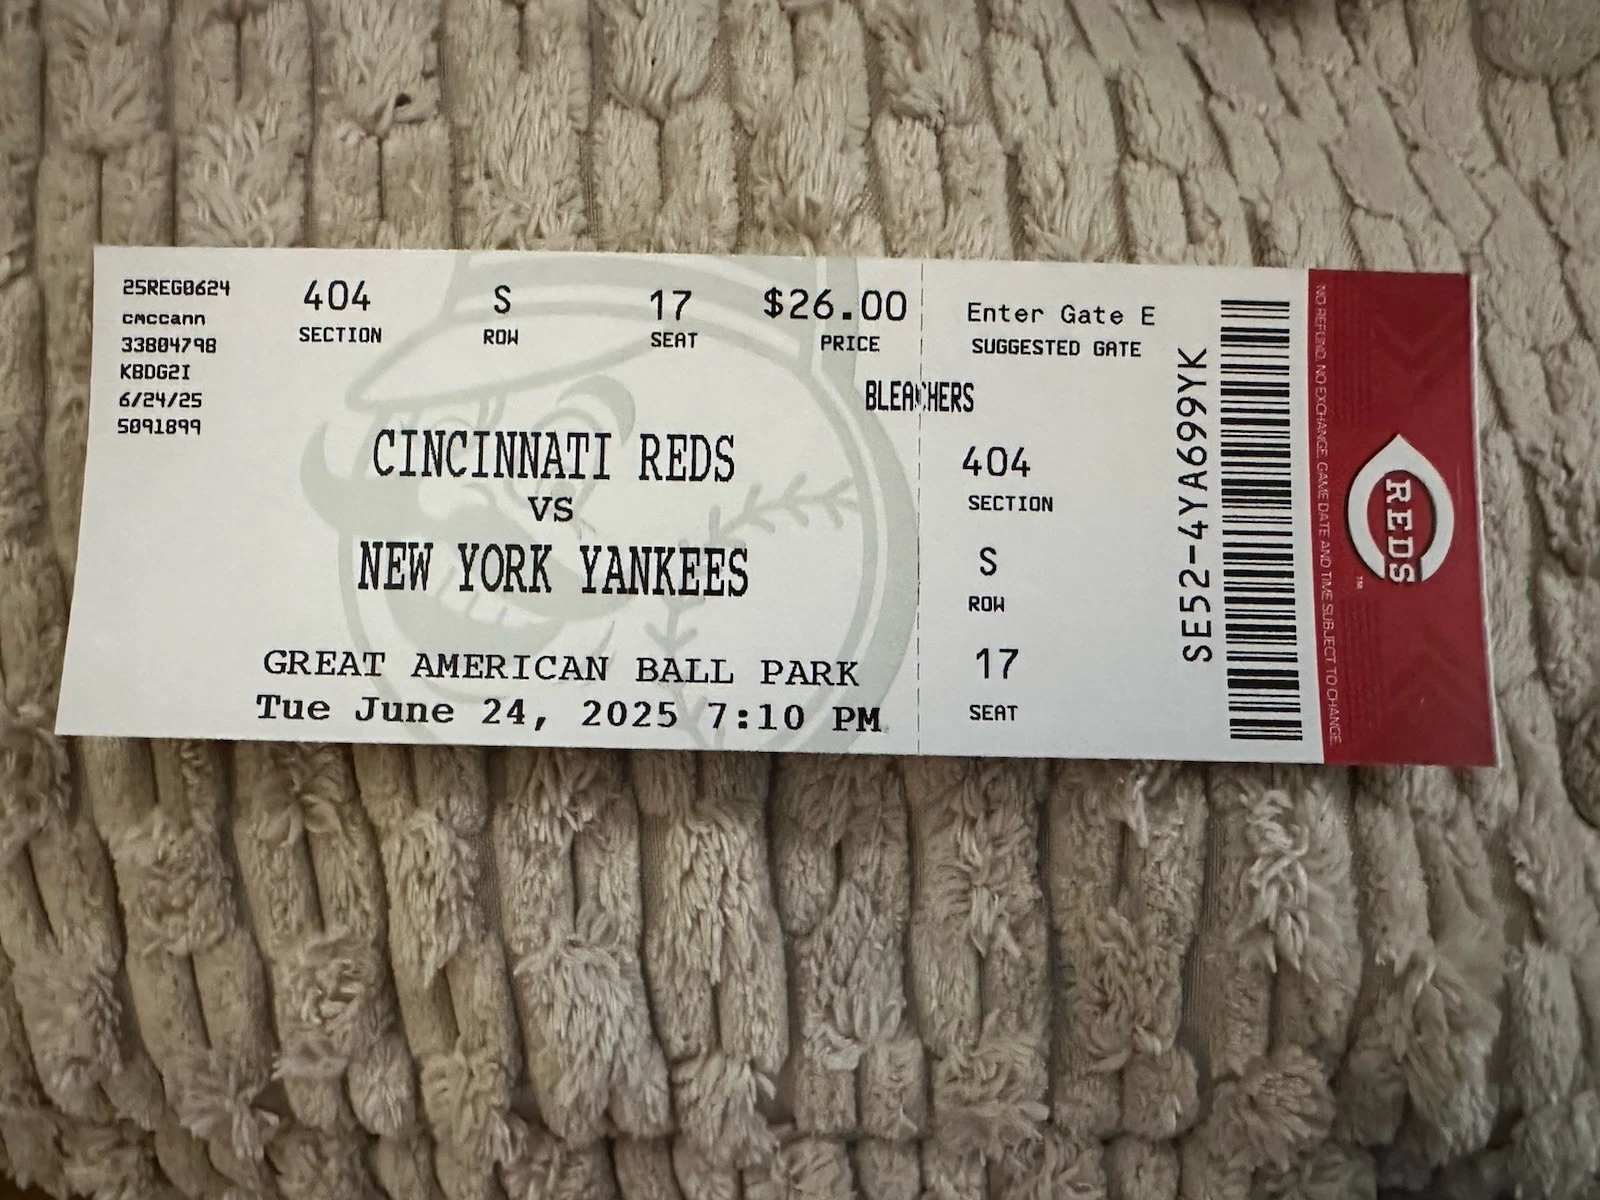 25REG0624
cmccann
33804798
KBDG2I
6/24/25
5091899
404 S 17 $26.00
SECTION ROW SEAT PRICE
CINCINNATI REDS
VS
NEW YORK YANKEES
GREAT AMERICAN BALL PARK
Tue June 24, 2025 7:10 PM
Enter Gate E
SUGGESTED GATE
BLEACHERS
404
SECTION
S
ROW
17
SEAT
SE52-4YA699YK
NO REFUND, NO EXCHANGE, GAME DATE AND TIME SUBJECT TO CHANGE.
REDS
TM